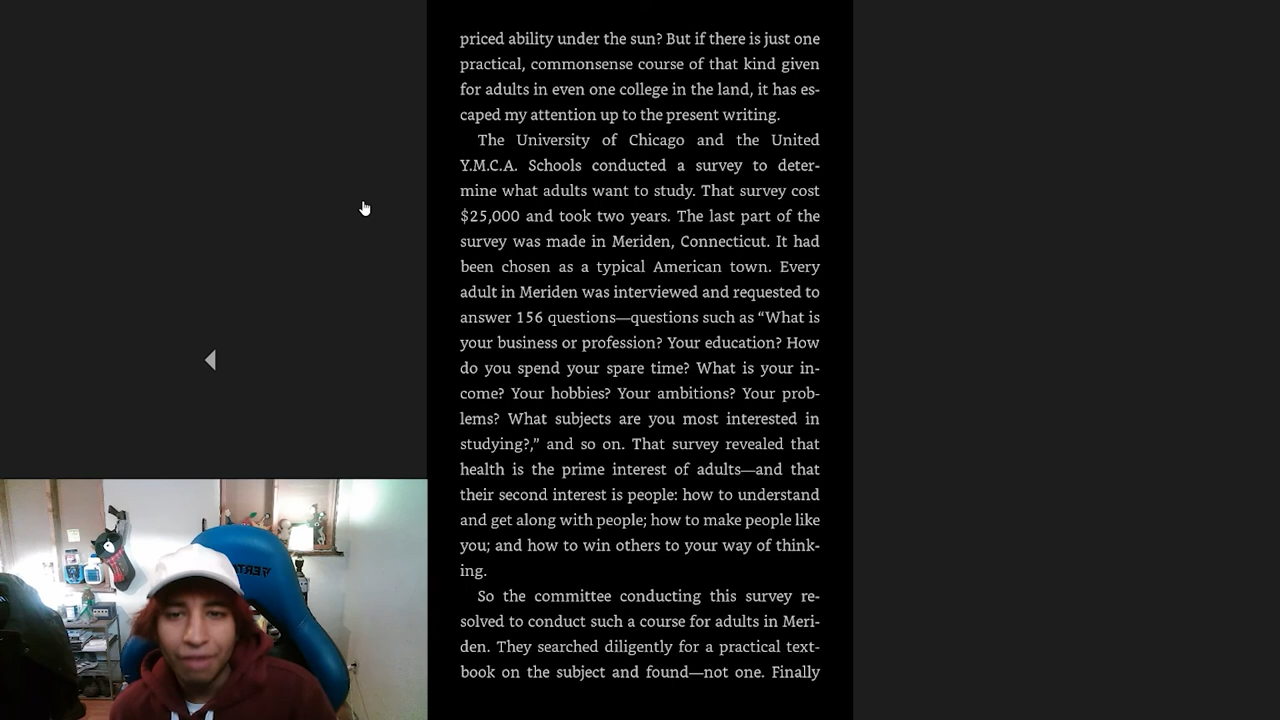 priced ability under the sun? But if there is just one
practical, commonsense course of that kind given
for adults in even one college in the land, it has es-
caped my attention up to the present writing.
The University of Chicago and the United
Y.M.C.A. Schools conducted a survey to deter-
mine what adults want to study. That survey cost
$25,000 and took two years. The last part of the
survey was made in Meriden, Connecticut. It had
been chosen as a typical American town. Every
adult in Meriden was interviewed and requested to
answer 156 questions—questions such as “What is
your business or profession? Your education? How
do you spend your spare time? What is your in-
come? Your hobbies? Your ambitions? Your prob-
lems? What subjects are you most interested in
studying?,” and so on. That survey revealed that
health is the prime interest of adults—and that
their second interest is people: how to understand
and get along with people; how to make people like
you; and how to win others to your way of think-
ing.
So the committee conducting this survey re-
solved to conduct such a course for adults in Meri-
den. They searched diligently for a practical text-
book on the subject and found—not one. Finally